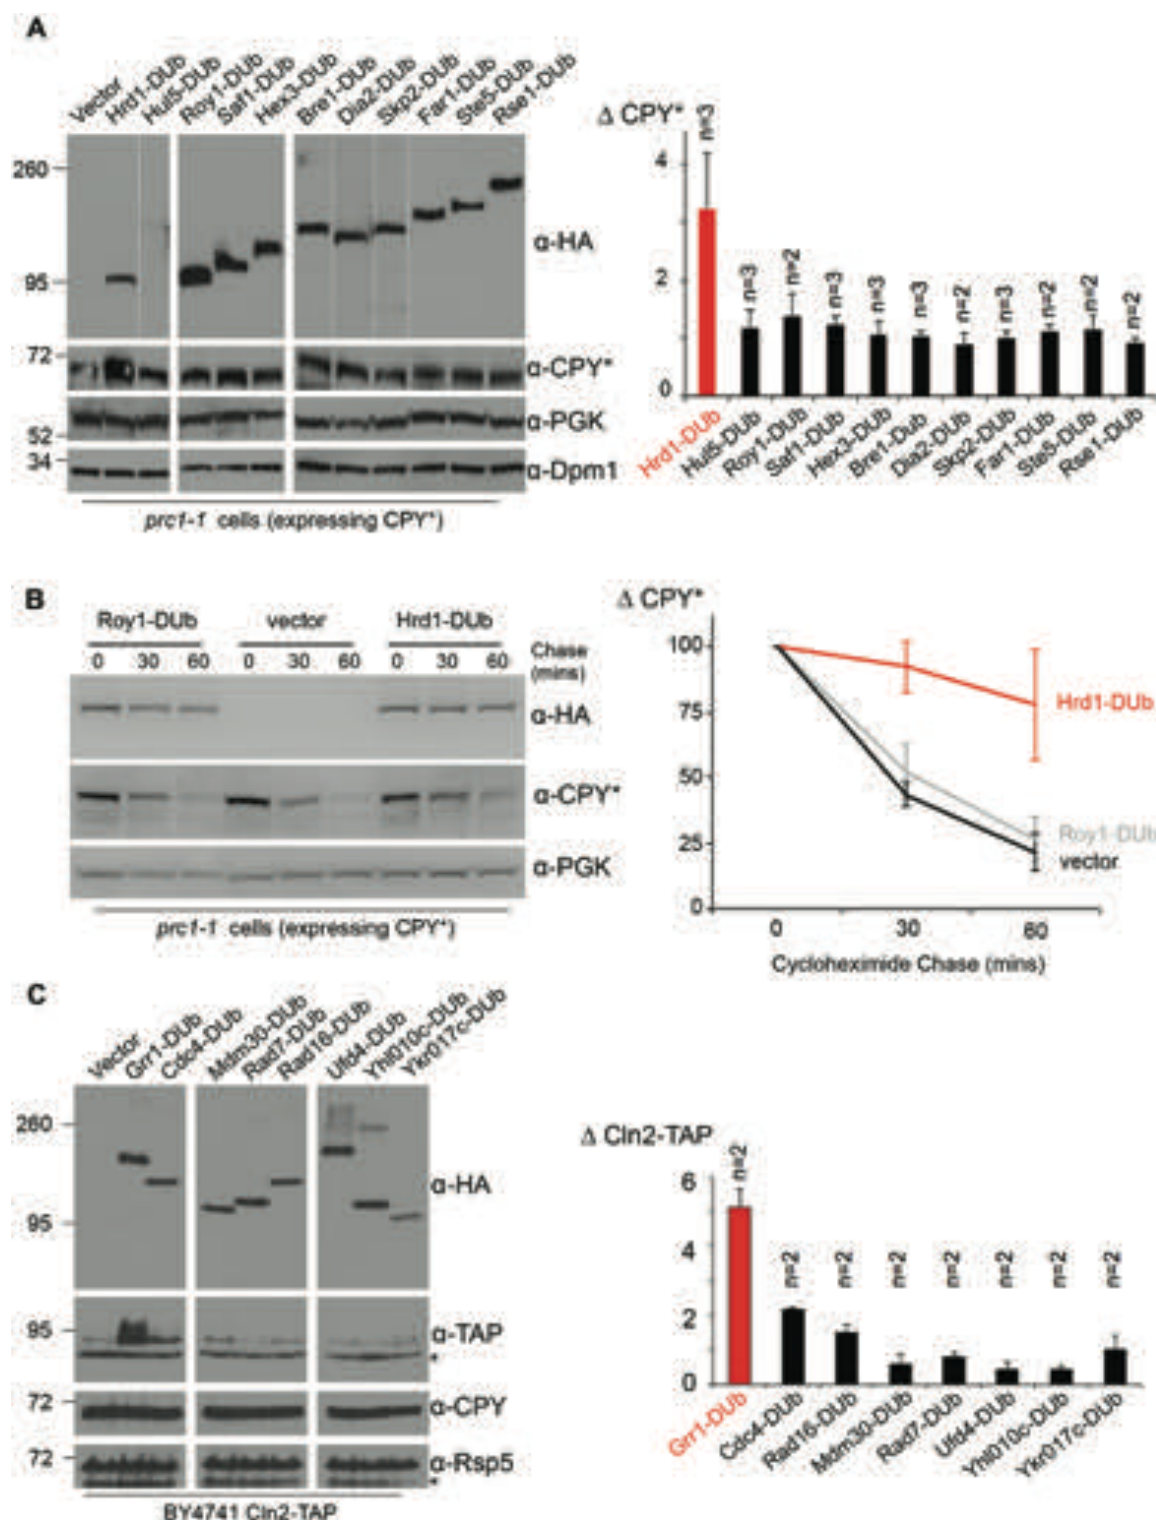 A
Vector
Hrd1-DUb
Hul5-DUb
Roy1-DUb
Saf1-DUb
Hex3-DUb
Bre1-DUb
Dia2-DUb
Skp2-DUb
Far1-DUb
Ste5-DUb
Rse1-DUb
260
95
α-HA
72
α-CPY*
α-PGK
52
34
α-Dpm1
prc1-1 cells (expressing CPY*)
Δ CPY*
4
2
0
n=3
n=3
n=2
n=3
n=3
n=3
n=2
n=3
n=2
n=2
n=2
Hrd1-DUb
Hul5-DUb
Roy1-DUb
Saf1-DUb
Hex3-DUb
Bre1-Dub
Dia2-DUb
Skp2-DUb
Far1-DUb
Ste5-DUb
Rse1-DUb
B
Roy1-DUb vector Hrd1-DUb
0 30 60 0 30 60 0 30 60 Chase
(mins)
α-HA
α-CPY*
α-PGK
prc1-1 cells (expressing CPY*)
Δ CPY*
100
75
50
25
0
Hrd1-DUb
Roy1-DUb
vector
0 30 60
Cycloheximide Chase (mins)
C
Vector
Grr1-DUb
Cdc4-DUb
Mdm30-DUb
Rad7-DUb
Rad16-DUb
Ufd4-DUb
Yhl010c-DUb
Ykr017c-DUb
260
α-HA
95
95
α-TAP
*
72
α-CPY
72
α-Rsp5
*
BY4741 Cln2-TAP
Δ Cln2-TAP
6
4
2
0
n=2
n=2
n=2
n=2
n=2
n=2
n=2
n=2
Grr1-DUb
Cdc4-DUb
Rad16-DUb
Mdm30-DUb
Rad7-DUb
Ufd4-DUb
Yhl010c-DUb
Ykr017c-DUb